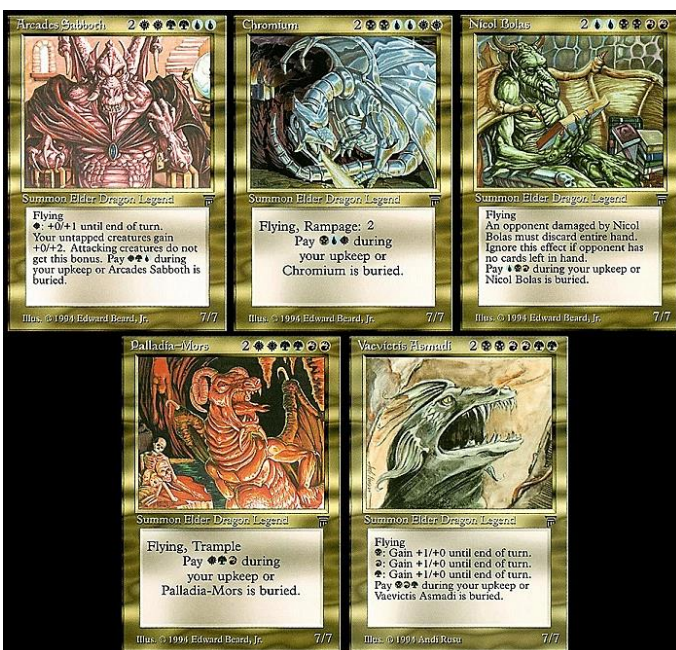 Arcades Sabboth 2
Summon Elder Dragon Legend
Flying
: +0/+1 until end of turn.
Your untapped creatures gain
+0/+2. Attacking creatures do not
get this bonus. Pay during
your upkeep or Arcades Sabboth is
buried.
Illus. © 1994 Edward Beard, Jr. 7/7
Chromium 2
Summon Elder Dragon Legend
Flying, Rampage: 2
Pay during
your upkeep or
Chromium is buried.
Illus. © 1994 Edward Beard, Jr. 7/7
Nicol Bolas 2
Summon Elder Dragon Legend
Flying
An opponent damaged by Nicol
Bolas must discard entire hand.
Ignore this effect if opponent has
no cards left in hand.
Pay during your upkeep or
Nicol Bolas is buried.
Illus. © 1994 Edward Beard, Jr. 7/7
Palladia-Mors 2
Summon Elder Dragon Legend
Flying, Trample
Pay during
your upkeep or
Palladia-Mors is buried.
Illus. © 1994 Edward Beard, Jr. 7/7
Vaevictis Asmadi 2
Summon Elder Dragon Legend
Flying
: Gain +1/+0 until end of turn.
: Gain +1/+0 until end of turn.
: Gain +1/+0 until end of turn.
Pay during your upkeep or
Vaevictis Asmadi is buried.
Illus. © 1994 Andi Rusu 7/7